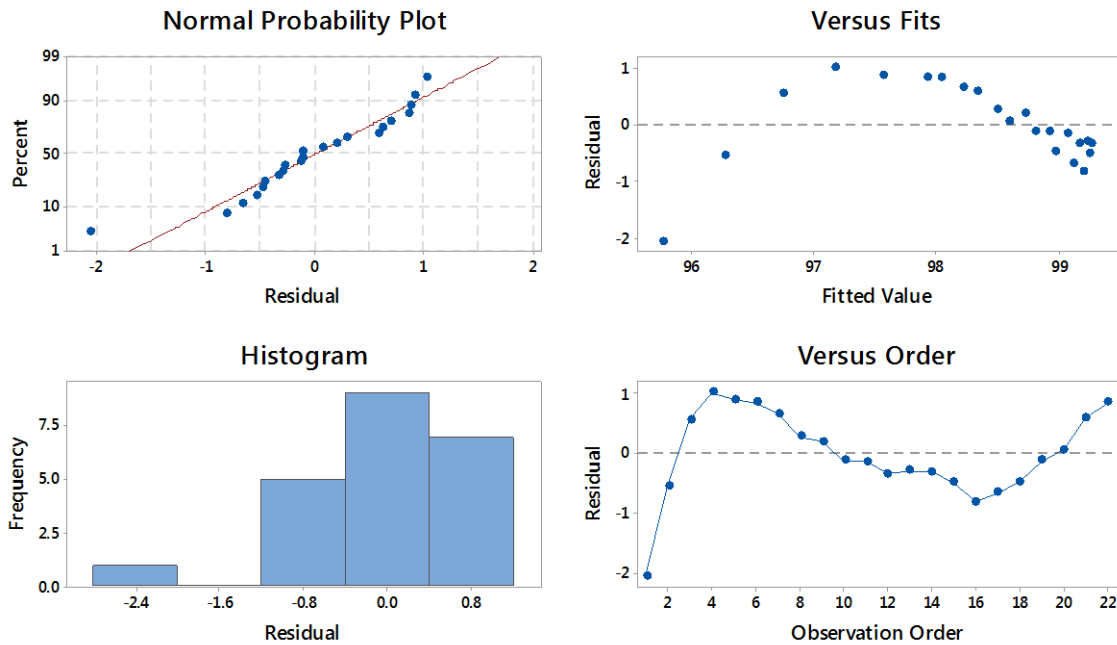 Normal Probability Plot
99
90
50
10
1
Percent
-2 -1 0 1 2
Residual
Versus Fits
1
0
-1
-2
Residual
96 97 98 99
Fitted Value
Histogram
7.5
5.0
2.5
0.0
Frequency
-2.4 -1.6 -0.8 0.0 0.8
Residual
Versus Order
1
0
-1
-2
Residual
2 4 6 8 10 12 14 16 18 20 22
Observation Order